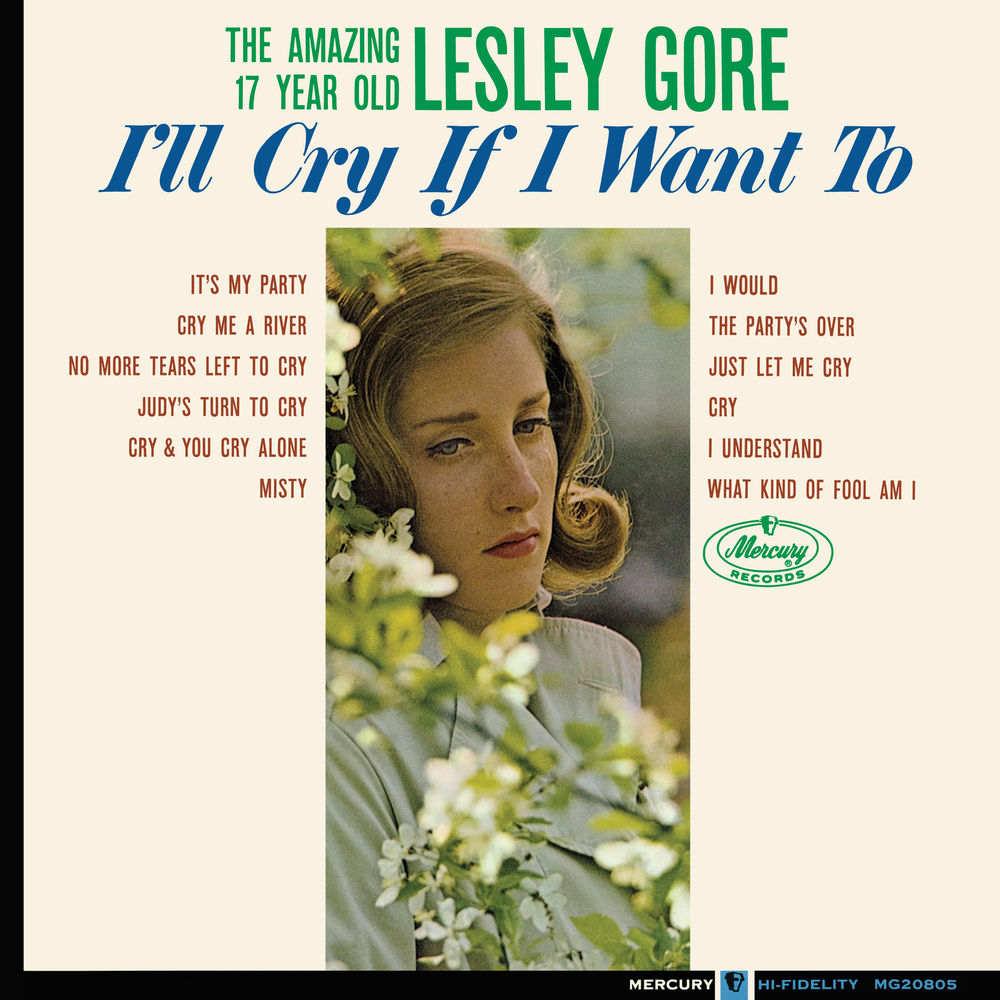 THE AMAZING
17 YEAR OLD
LESLEY GORE
I'll Cry If I Want To
IT'S MY PARTY
CRY ME A RIVER
NO MORE TEARS LEFT TO CRY
JUDY'S TURN TO CRY
CRY & YOU CRY ALONE
MISTY
I WOULD
THE PARTY'S OVER
JUST LET ME CRY
CRY
I UNDERSTAND
WHAT KIND OF FOOL AM I
Mercury
®
RECORDS
MERCURY HI-FIDELITY MG20805